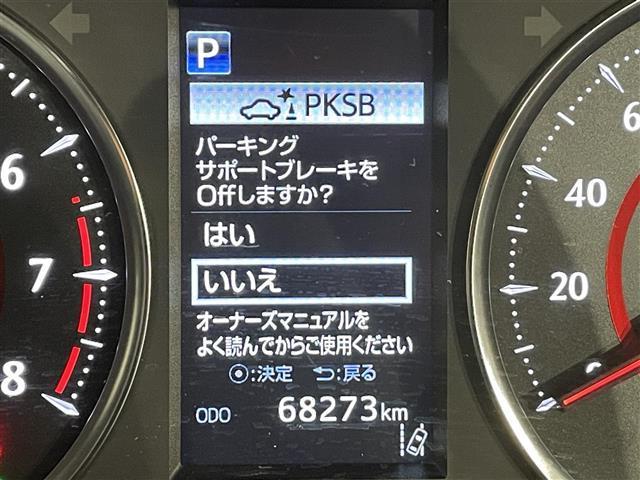 P
PKSB
パーキング
サポートブレーキを
Offしますか?
はい
いいえ
オーナーズマニュアルを
よく読んでからご使用ください
:決定 :戻る
ODO 68273km
6
7
8
6
40
20